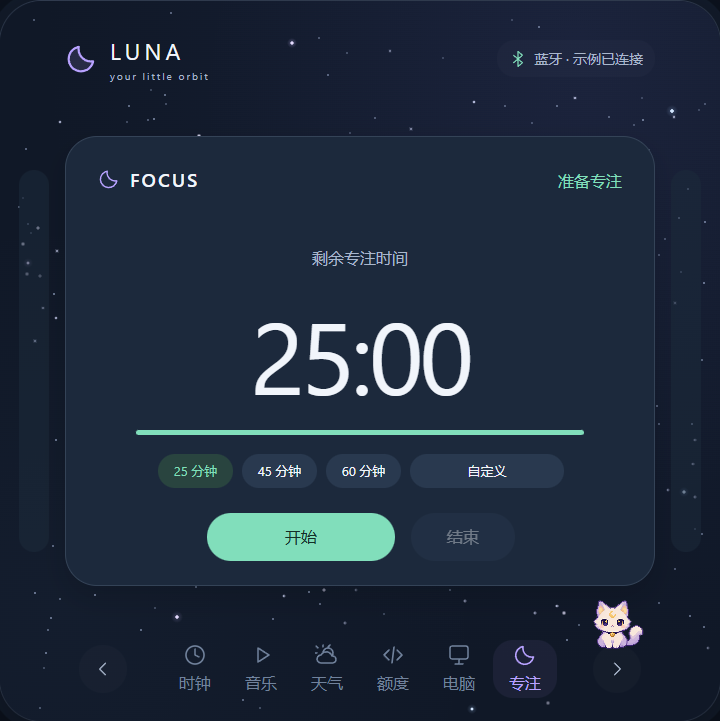 LUNA
your little orbit
蓝牙 · 示例已连接
FOCUS
准备专注
剩余专注时间
25:00
25 分钟
45 分钟
60 分钟
自定义
开始
结束
时钟
音乐
天气
额度
电脑
专注